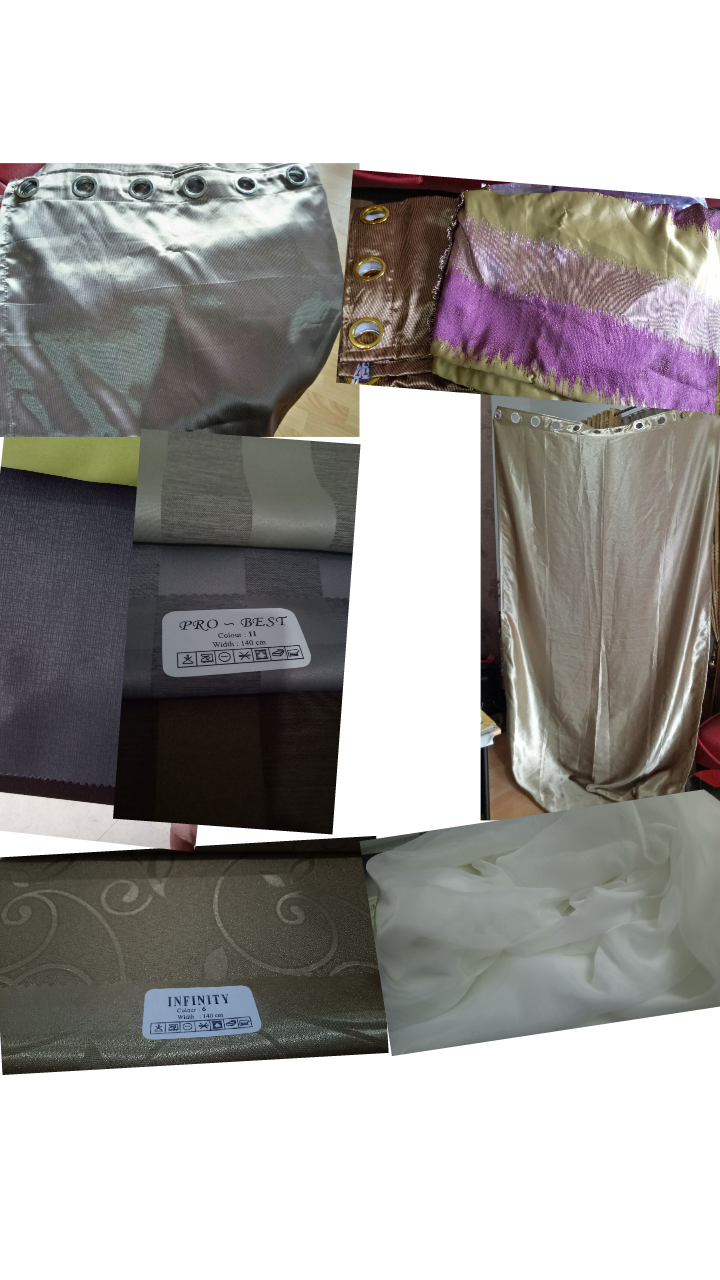 PRO ~ BEST
Colour : 11
Width : 140 cm
INFINITY
Colour : 6
Width : 140 cm